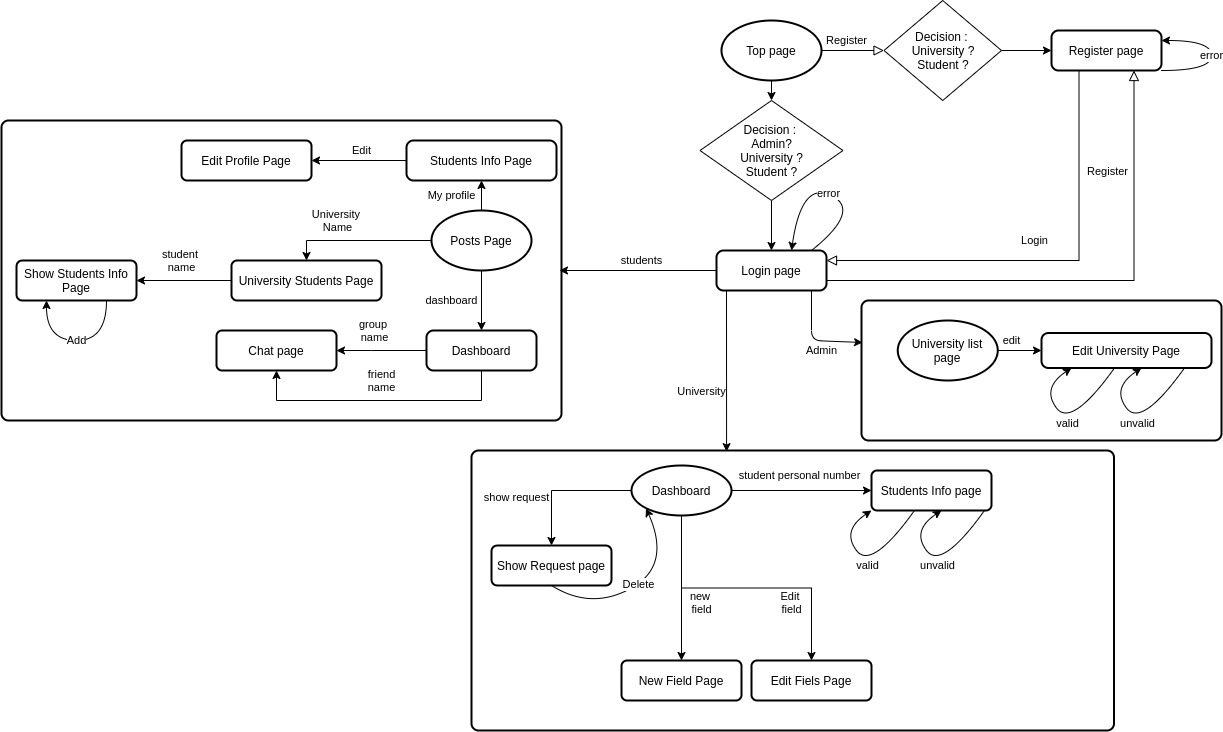 Top page
Register
Decision :
University ?
Student ?
Register page
error
Decision :
Admin?
University ?
Student ?
error
Register
Login
Login page
students
Admin
University
Edit Profile Page
Edit
Students Info Page
My profile
Posts Page
University
Name
University Students Page
student
name
Show Students Info
Page
Add
dashboard
Dashboard
group
name
Chat page
friend
name
University list
page
edit
Edit University Page
valid
unvalid
Dashboard
student personal number
Students Info page
valid
unvalid
show request
Show Request page
Delete
new
field
Edit
field
New Field Page
Edit Fiels Page